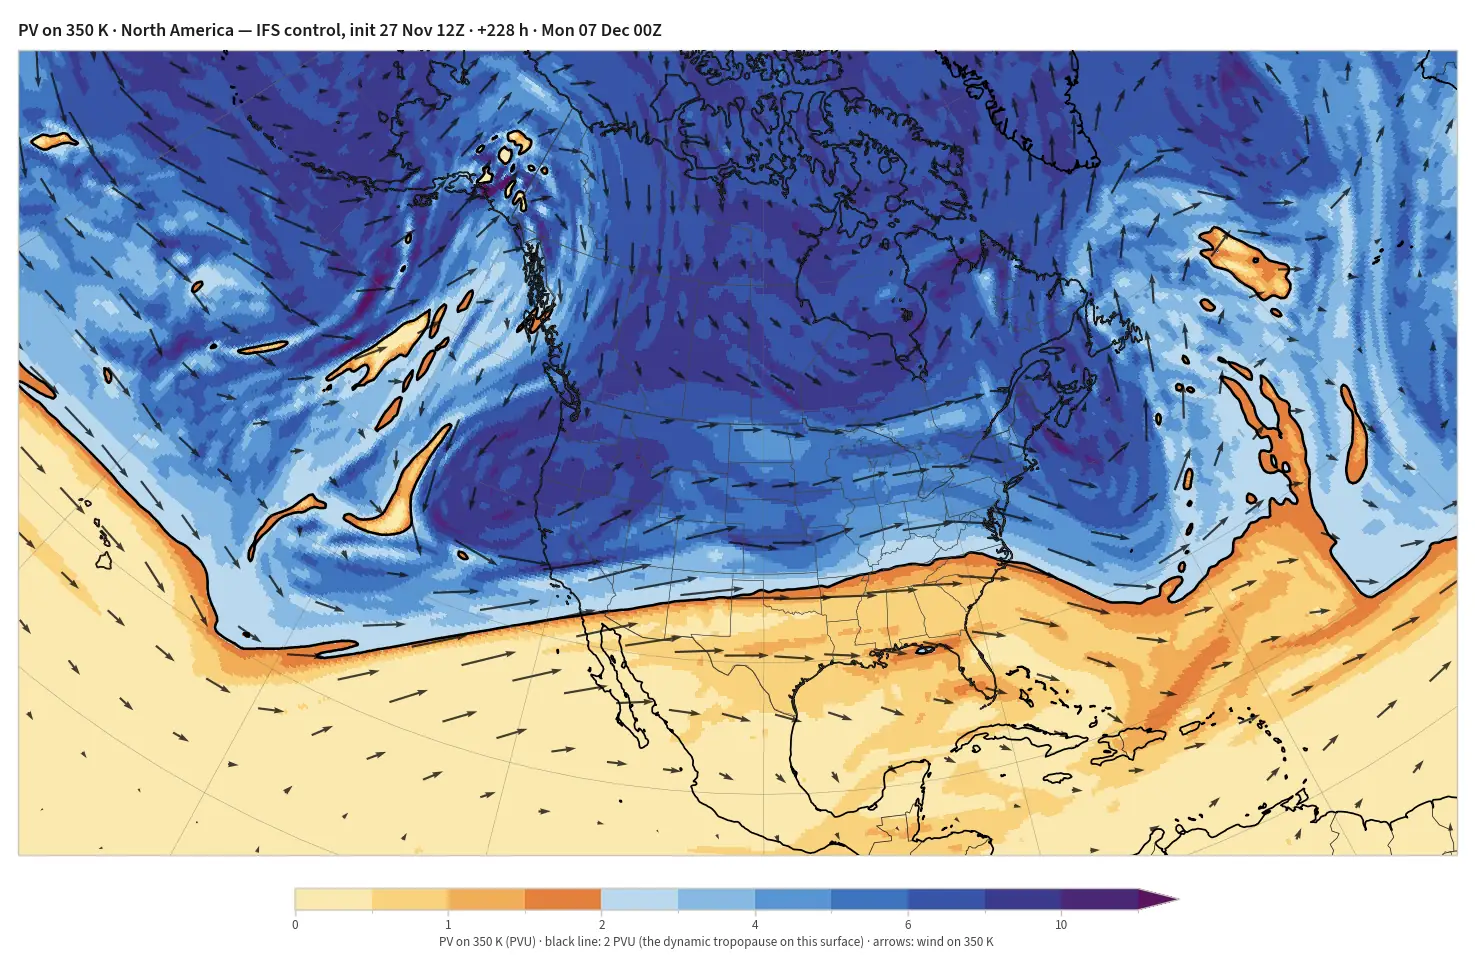 PV on 350 K · North America — IFS control, init 27 Nov 12Z · +228 h · Mon 07 Dec 00Z
0 1 2 4 6 10
PV on 350 K (PVU) · black line: 2 PVU (the dynamic tropopause on this surface) · arrows: wind on 350 K